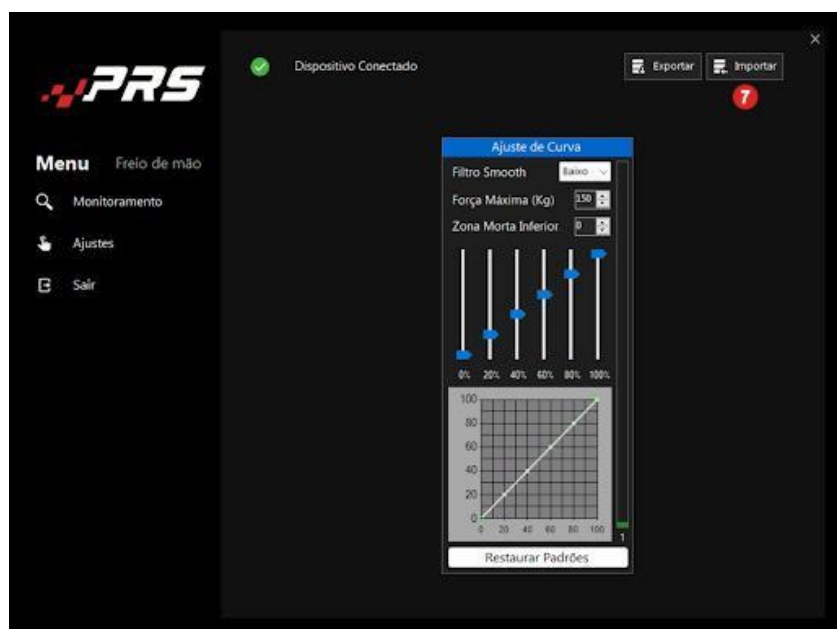 PRS
Dispositivo Conectado
Exportar
Importar
7
Menu Freio de mão
Monitoramento
Ajustes
Sair
Ajuste de Curva
Filtro Smooth Baixo
Força Máxima (Kg) 150
Zona Morta Inferior 0
0% 20% 40% 60% 80% 100%
100
80
60
40
20
0
0 20 40 60 80 100
1
Restaurar Padrões